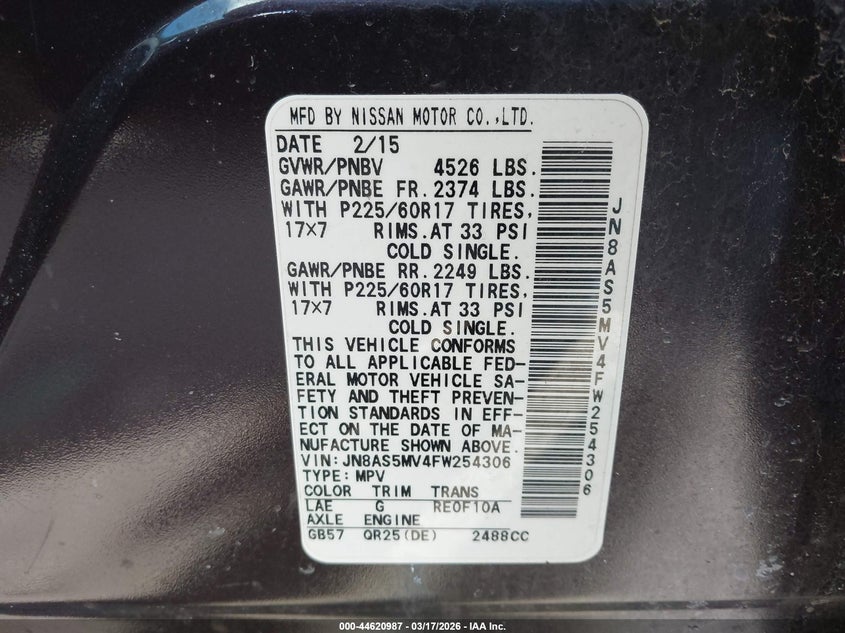 MFD BY NISSAN MOTOR CO.,LTD.
DATE 2/15
GVWR/PNBV 4526 LBS.
GAWR/PNBE FR. 2374 LBS.
WITH P225/60R17 TIRES,
17×7 RIMS.AT 33 PSI
COLD SINGLE.
GAWR/PNBE RR. 2249 LBS.
WITH P225/60R17 TIRES,
17×7 RIMS.AT 33 PSI
COLD SINGLE.
THIS VEHICLE CONFORMS
TO ALL APPLICABLE FED-
ERAL MOTOR VEHICLE SA-
FETY AND THEFT PREVEN-
TION STANDARDS IN EFF-
ECT ON THE DATE OF MA-
NUFACTURE SHOWN ABOVE.
VIN:JN8AS5MV4FW254306
TYPE:MPV
COLOR TRIM TRANS
LAE G RE0F10A
AXLE ENGINE
GB57 QR25(DE) 2488CC
JN8AS5MV4FW254306
000-44620987 - 03/17/2026 - IAA Inc.